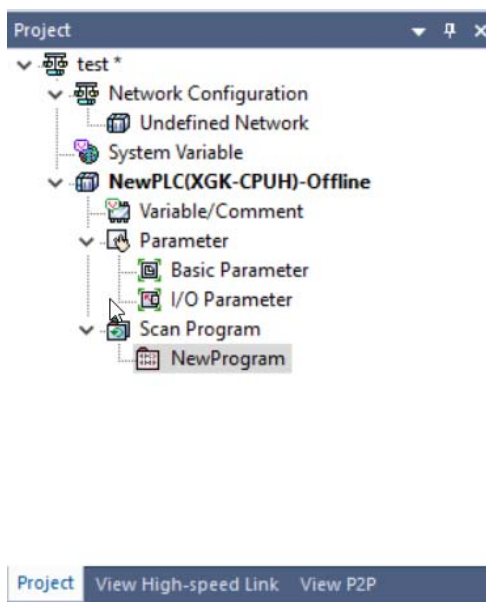 Project
test *
Network Configuration
Undefined Network
System Variable
NewPLC(XGK-CPUH)-Offline
Variable/Comment
Parameter
Basic Parameter
I/O Parameter
Scan Program
NewProgram
Project View High-speed Link View P2P